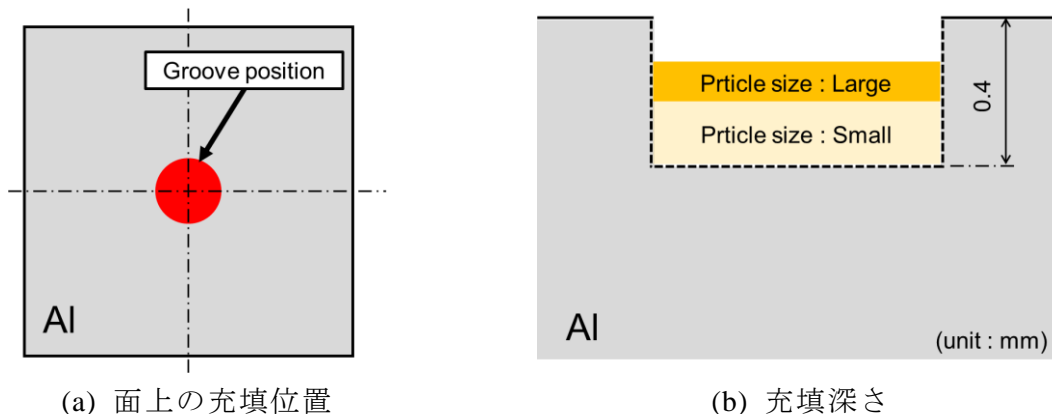 Groove position
Al
(a) 面上の充填位置
Prticle size : Large
Prticle size : Small
0.4
Al
(unit : mm)
(b) 充填深さ